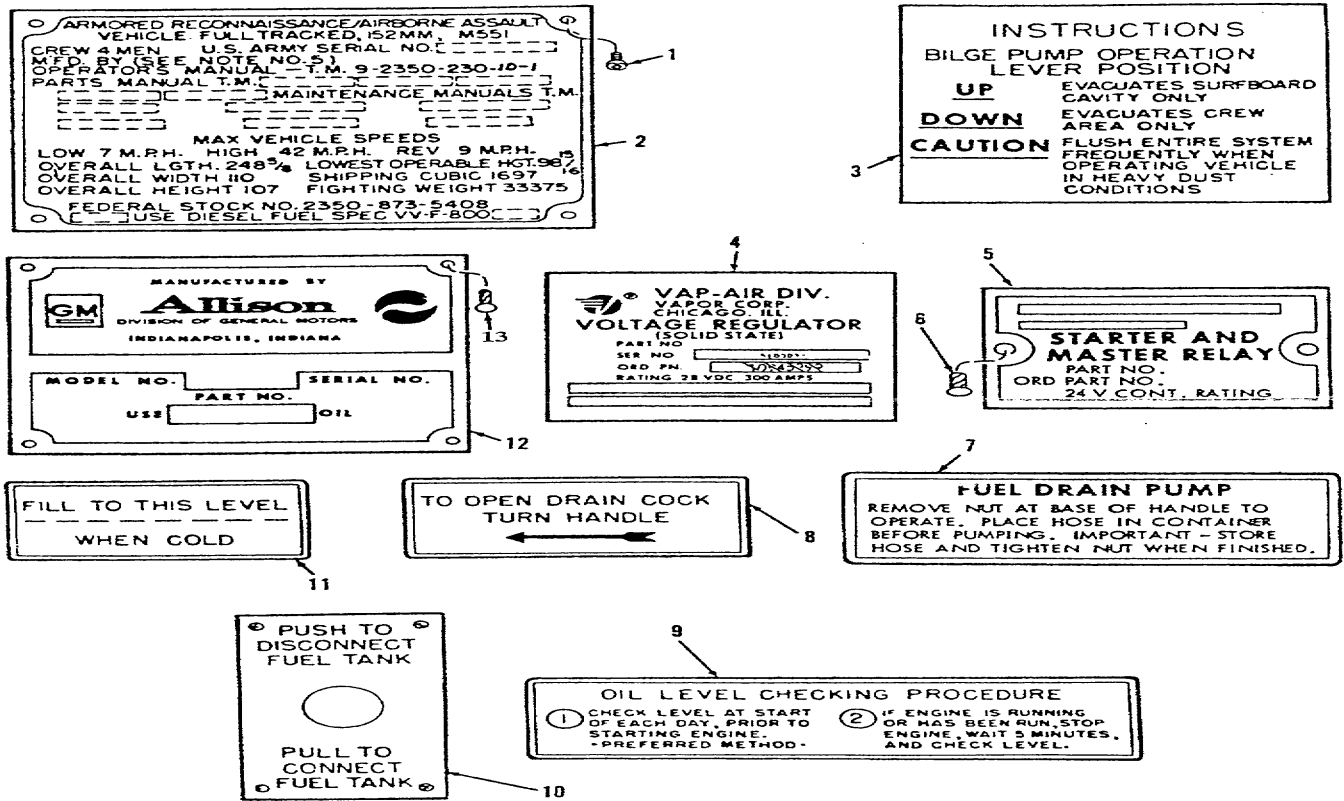 ARMORED RECONNAISSANCE/AIRBORNE ASSAULT
VEHICLE FULL TRACKED, 152MM, M551
CREW 4 MEN U.S. ARMY SERIAL NO.
M'F'D. BY (SEE NOTE NO. 5)
OPERATOR'S MANUAL - T.M. 9-2350-230-10-1
PARTS MANUAL T.M.
MAINTENANCE MANUALS T.M.
MAX VEHICLE SPEEDS
LOW 7 M.P.H. HIGH 42 M.P.H. REV 9 M.P.H.
OVERALL LGTH. 248 5/8 LOWEST OPERABLE HGT. 98 15/16
OVERALL WIDTH 110 SHIPPING CUBIC 1697
OVERALL HEIGHT 107 FIGHTING WEIGHT 33375
FEDERAL STOCK NO. 2350-873-5408
USE DIESEL FUEL SPEC VV-F-800
1
2
INSTRUCTIONS
BILGE PUMP OPERATION
LEVER POSITION
UP EVACUATES SURFBOARD
CAVITY ONLY
DOWN EVACUATES CREW
AREA ONLY
CAUTION FLUSH ENTIRE SYSTEM
FREQUENTLY WHEN
OPERATING VEHICLE
IN HEAVY DUST
CONDITIONS
3
MANUFACTURED BY
GM Allison
DIVISION OF GENERAL MOTORS
INDIANAPOLIS, INDIANA
MODEL NO. SERIAL NO.
PART NO.
USE OIL
13
12
4
VAP-AIR DIV.
VAPOR CORP.
CHICAGO. ILL.
VOLTAGE REGULATOR
(SOLID STATE)
PART NO
SER NO
ORD PN.
RATING 28 VDC 300 AMPS
5
6
STARTER AND
MASTER RELAY
PART NO.
ORD PART NO.
24 V CONT. RATING
FILL TO THIS LEVEL
WHEN COLD
11
TO OPEN DRAIN COCK
TURN HANDLE
8
7
FUEL DRAIN PUMP
REMOVE NUT AT BASE OF HANDLE TO
OPERATE. PLACE HOSE IN CONTAINER
BEFORE PUMPING. IMPORTANT - STORE
HOSE AND TIGHTEN NUT WHEN FINISHED.
PUSH TO
DISCONNECT
FUEL TANK
PULL TO
CONNECT
FUEL TANK
10
9
OIL LEVEL CHECKING PROCEDURE
1 CHECK LEVEL AT START
OF EACH DAY, PRIOR TO
STARTING ENGINE.
-PREFERRED METHOD-
2 IF ENGINE IS RUNNING
OR HAS BEEN RUN, STOP
ENGINE, WAIT 5 MINUTES,
AND CHECK LEVEL.